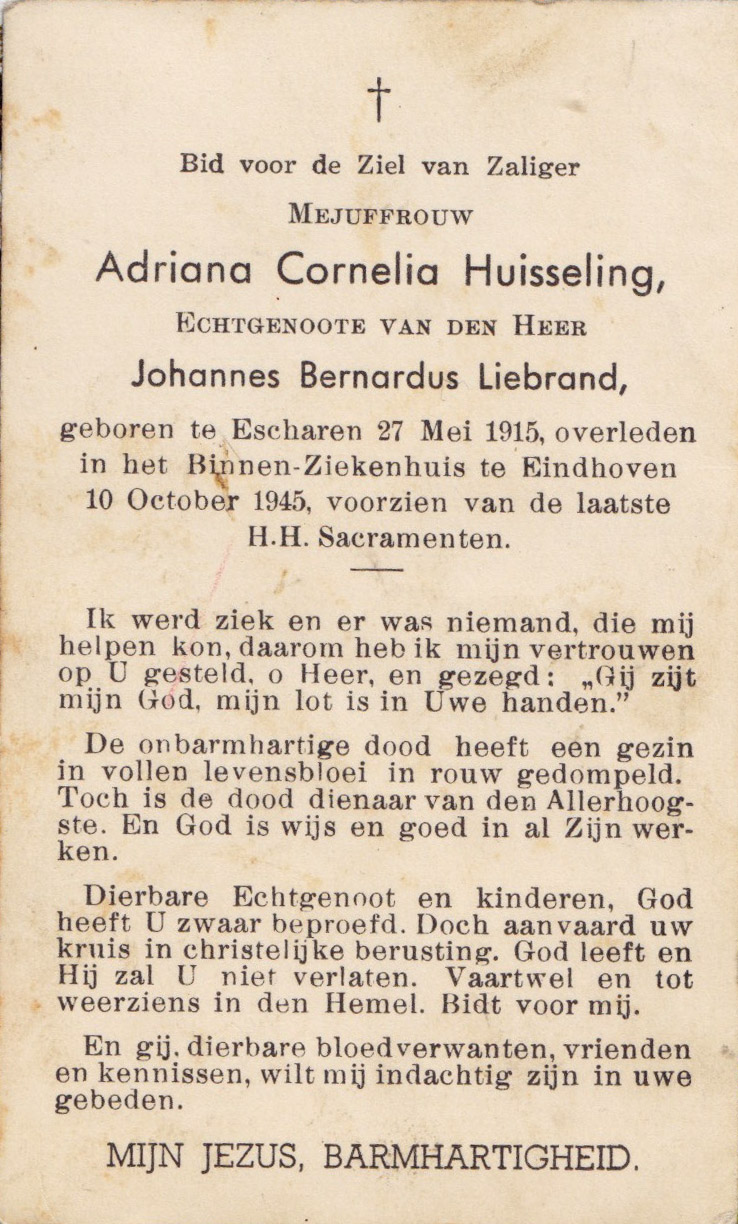 Bid voor de Ziel van Zaliger
MEJUFFROUW
Adriana Cornelia Huisseling,
ECHTGENOOTE VAN DEN HEER
Johannes Bernardus Liebrand,
geboren te Escharen 27 Mei 1915, overleden
in het Binnen-Ziekenhuis te Eindhoven
10 October 1945, voorzien van de laatste
H.H. Sacramenten.
Ik werd ziek en er was niemand, die mij
helpen kon, daarom heb ik mijn vertrouwen
op U gesteld, o Heer, en gezegd: „Gij zijt
mijn God, mijn lot is in Uwe handen.”
De onbarmhartige dood heeft een gezin
in vollen levensbloei in rouw gedompeld.
Toch is de dood dienaar van den Allerhoog-
ste. En God is wijs en goed in al Zijn wer-
ken.
Dierbare Echtgenoot en kinderen, God
heeft U zwaar beproefd. Doch aanvaard uw
kruis in christelijke berusting. God leeft en
Hij zal U niet verlaten. Vaartwel en tot
weerziens in den Hemel. Bidt voor mij.
En gij, dierbare bloedverwanten, vrienden
en kennissen, wilt mij indachtig zijn in uwe
gebeden.
MIJN JEZUS, BARMHARTIGHEID.